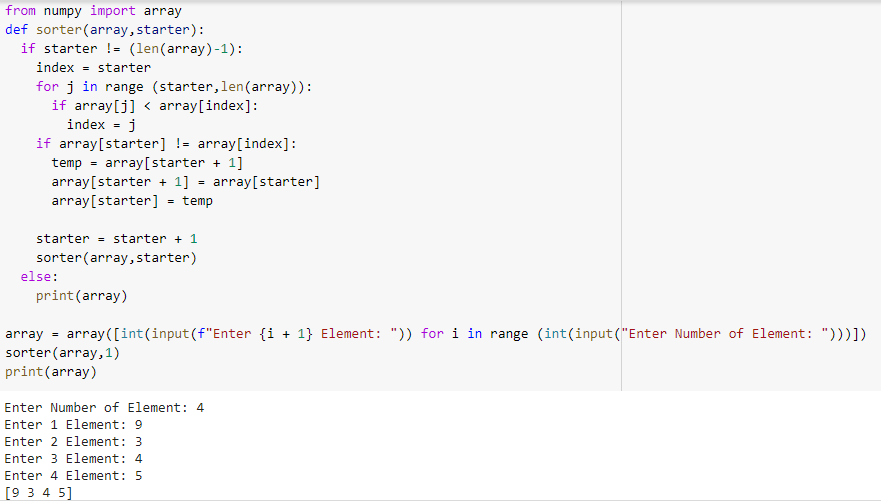 from numpy import array
def sorter(array,starter):
  if starter != (len(array)-1):
    index = starter
    for j in range (starter,len(array)):
      if array[j] < array[index]:
        index = j
    if array[starter] != array[index]:
      temp = array[starter + 1]
      array[starter + 1] = array[starter]
      array[starter] = temp

    starter = starter + 1
    sorter(array,starter)
  else:
    print(array)

array = array([int(input(f"Enter {i + 1} Element: ")) for i in range (int(input("Enter Number of Element: ")))])
sorter(array,1)
print(array)
Enter Number of Element: 4
Enter 1 Element: 9
Enter 2 Element: 3
Enter 3 Element: 4
Enter 4 Element: 5
[9 3 4 5]